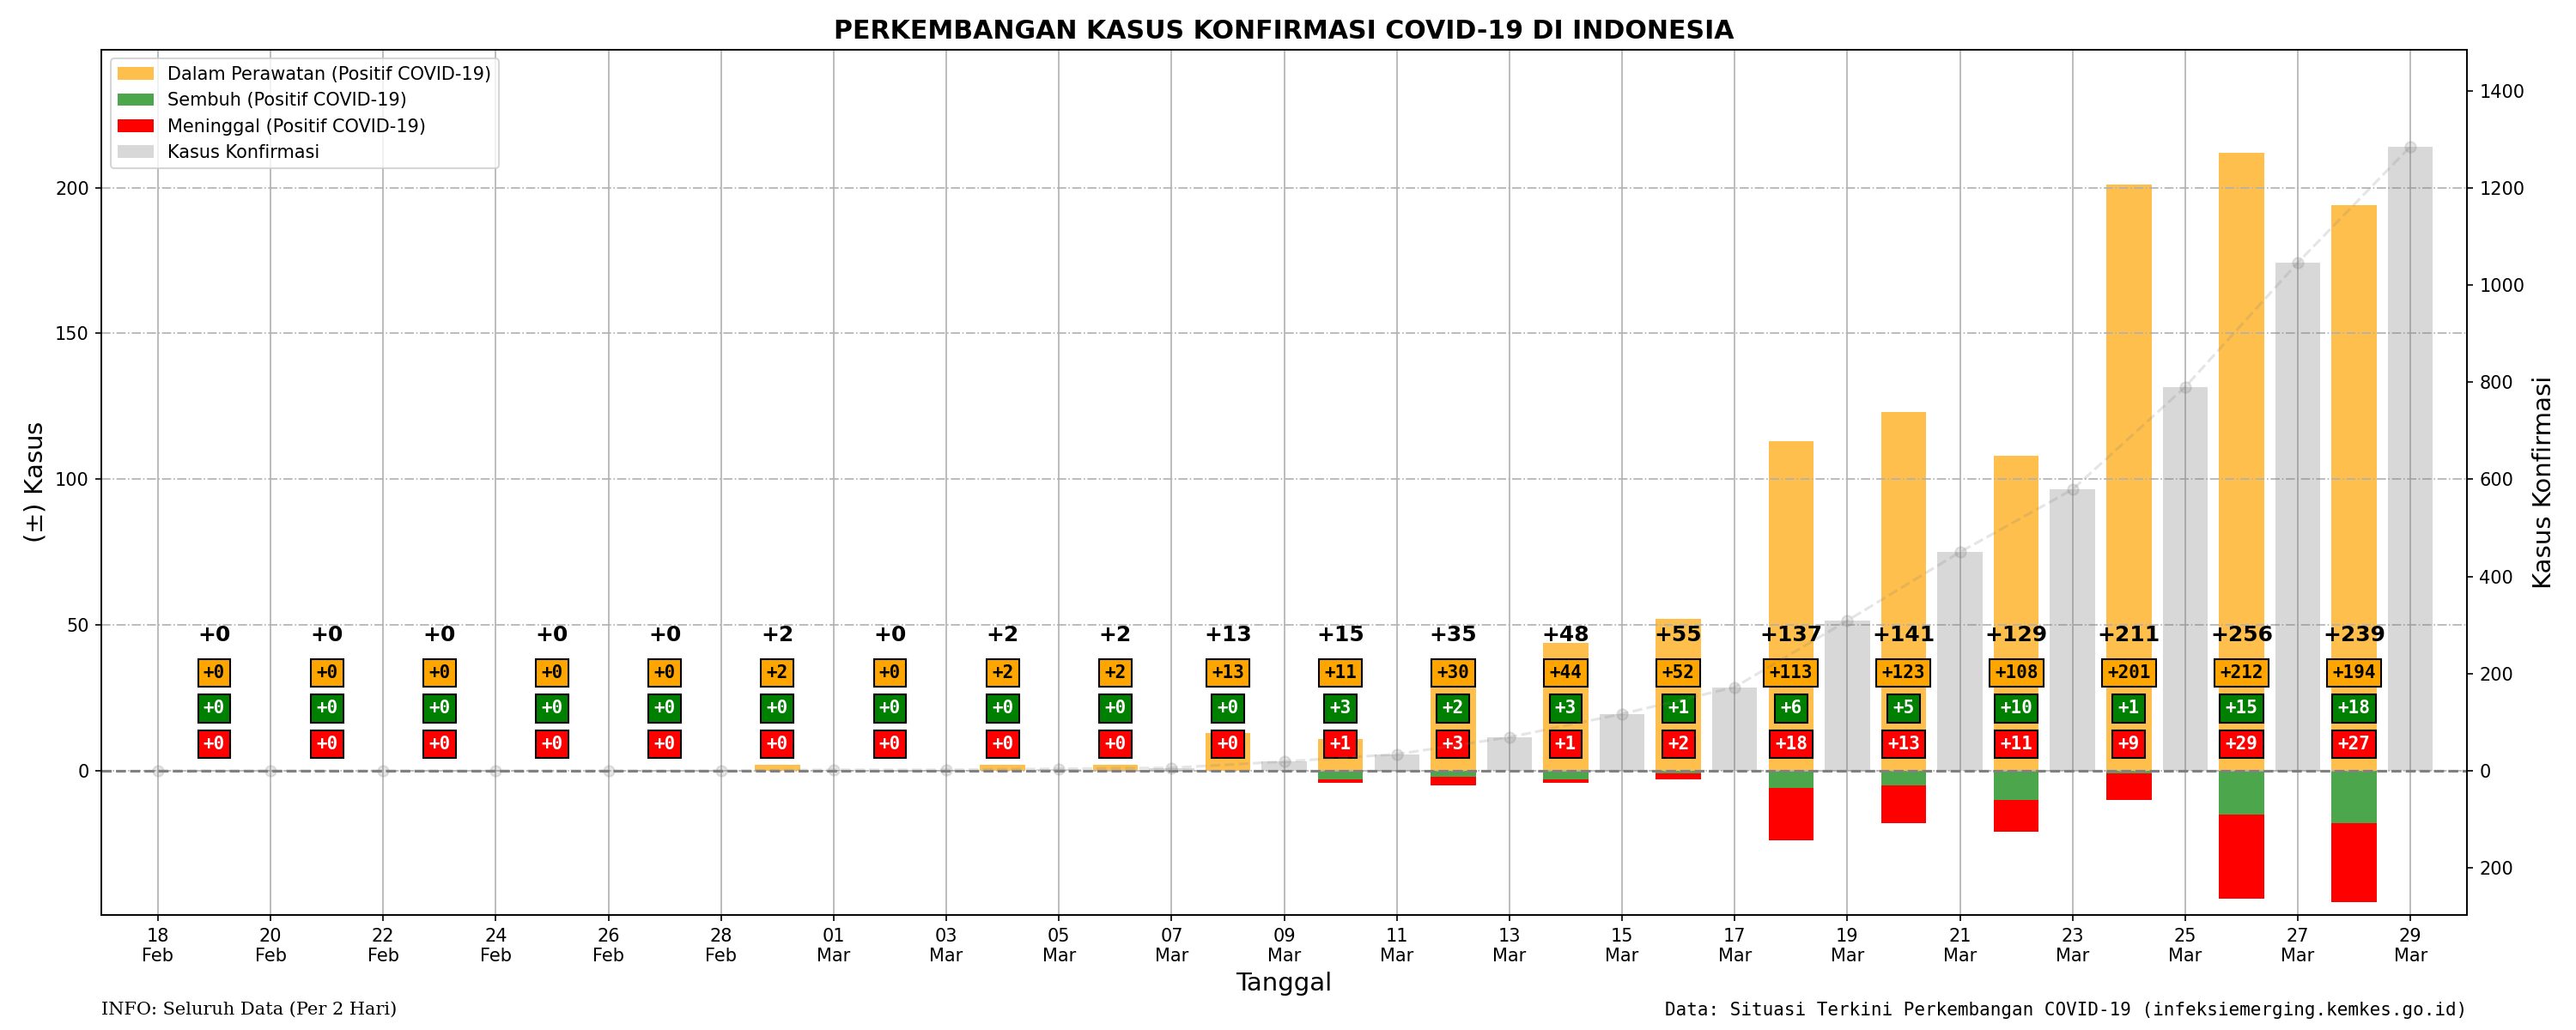 PERKEMBANGAN KASUS KONFIRMASI COVID-19 DI INDONESIA
Dalam Perawatan (Positif COVID-19)
Sembuh (Positif COVID-19)
Meninggal (Positif COVID-19)
Kasus Konfirmasi
(±) Kasus
200
150
100
50
0
1400
1200
1000
800
600
400
200
0
200
Kasus Konfirmasi
+0 +0 +0 +0 +0 +2 +0 +2 +2 +13 +15 +35 +48 +55 +137 +141 +129 +211 +256 +239
+0 +0 +0 +0 +0 +2 +0 +2 +2 +13 +11 +30 +44 +52 +113 +123 +108 +201 +212 +194
+0 +0 +0 +0 +0 +0 +0 +0 +0 +0 +3 +2 +3 +1 +6 +5 +10 +1 +15 +18
+0 +0 +0 +0 +0 +0 +0 +0 +0 +0 +1 +3 +1 +2 +18 +13 +11 +9 +29 +27
18 20 22 24 26 28 01 03 05 07 09 11 13 15 17 19 21 23 25 27 29
Feb Feb Feb Feb Feb Feb Mar Mar Mar Mar Mar Mar Mar Mar Mar Mar Mar Mar Mar Mar Mar
Tanggal
INFO: Seluruh Data (Per 2 Hari)
Data: Situasi Terkini Perkembangan COVID-19 (infeksiemerging.kemkes.go.id)